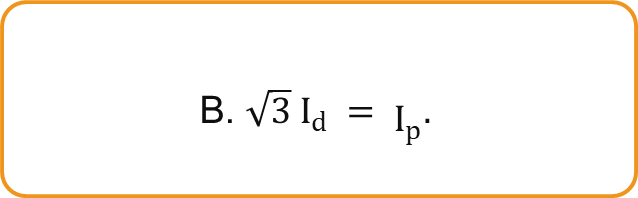 B. √3 I_d = I_p.